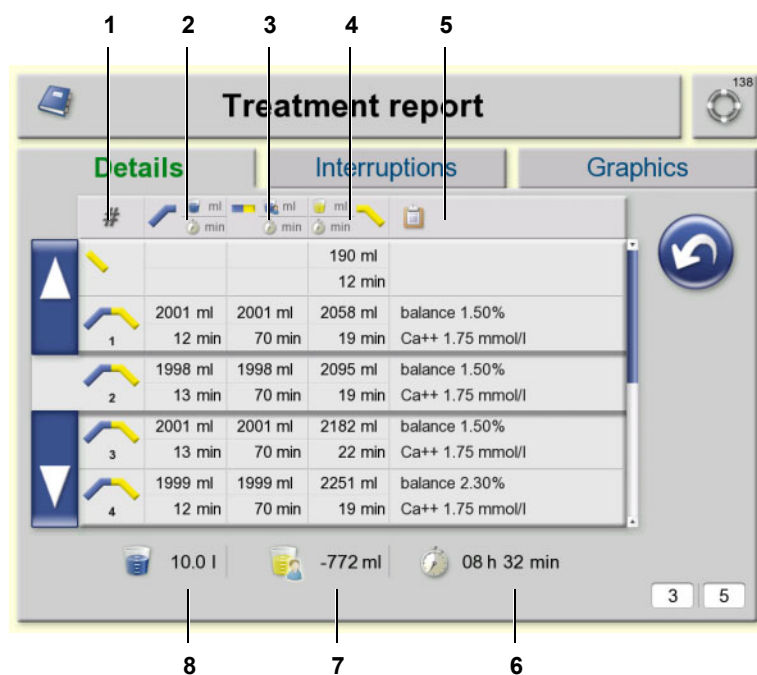 1 2 3 4 5
Treatment report
138
Details Interruptions Graphics
# ml ml ml
min min min
190 ml
12 min
2001 ml 2001 ml 2058 ml balance 1.50%
1 12 min 70 min 19 min Ca++ 1.75 mmol/l
1998 ml 1998 ml 2095 ml balance 1.50%
2 13 min 70 min 19 min Ca++ 1.75 mmol/l
2001 ml 2001 ml 2182 ml balance 1.50%
3 13 min 70 min 22 min Ca++ 1.75 mmol/l
1999 ml 1999 ml 2251 ml balance 2.30%
4 12 min 70 min 19 min Ca++ 1.75 mmol/l
10.0 l -772 ml 08 h 32 min
3 5
8 7 6